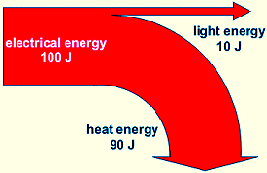 electrical energy
100 J
light energy
10 J
heat energy
90 J